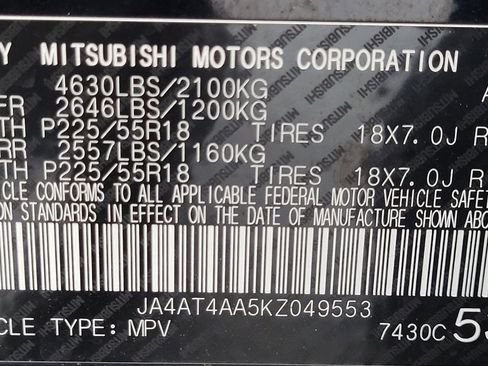 Y MITSUBISHI MOTORS CORPORATION
4630LBS/2100KG A
FR 2646LBS/1200KG
TH P225/55R18 TIRES 18X7.0J R
RR 2557LBS/1160KG
TH P225/55R18 TIRES 18X7.0J R
ICLE CONFORMS TO ALL APPLICABLE FEDERAL MOTOR VEHICLE SAFET
STANDARDS IN EFFECT ON THE DATE OF MANUFACTURE SHOWN ABO
JA4AT4AA5KZ049553
CLE TYPE: MPV 7430C 53